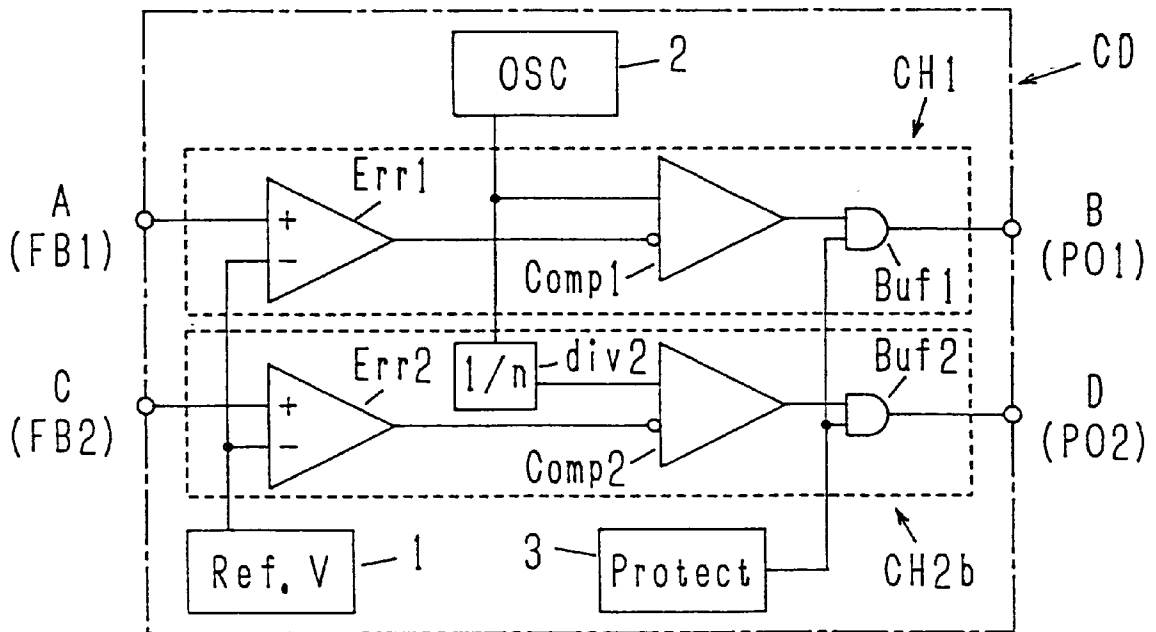 OSC
2
CD
CH1
Err1
A
(FB1)
+
−
Comp1
Buf1
B
(PO1)
1/n
div2
Err2
Buf2
C
(FB2)
+
−
Comp2
D
(PO2)
Ref. V
1
3
Protect
CH2b